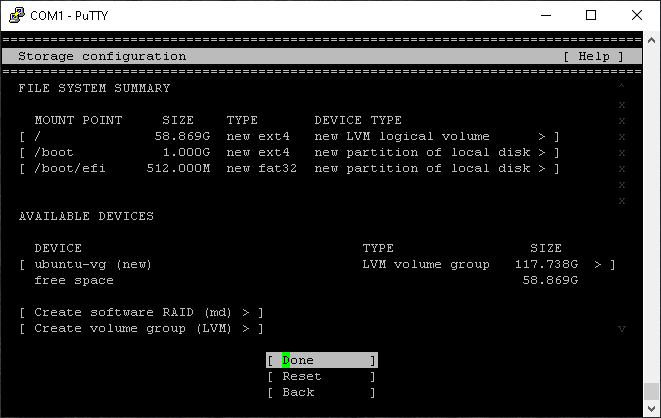 COM1 - PuTTY
================================================================================
Storage configuration [ Help ]
================================================================================
FILE SYSTEM SUMMARY ^
x
MOUNT POINT SIZE TYPE DEVICE TYPE x
[ / 58.869G new ext4 new LVM logical volume > ] x
[ /boot 1.000G new ext4 new partition of local disk > ] x
[ /boot/efi 512.000M new fat32 new partition of local disk > ] x
x
x
AVAILABLE DEVICES
DEVICE TYPE SIZE
[ ubuntu-vg (new) LVM volume group 117.738G > ]
free space 58.869G
[ Create software RAID (md) > ]
[ Create volume group (LVM) > ] v
[ Done ]
[ Reset ]
[ Back ]